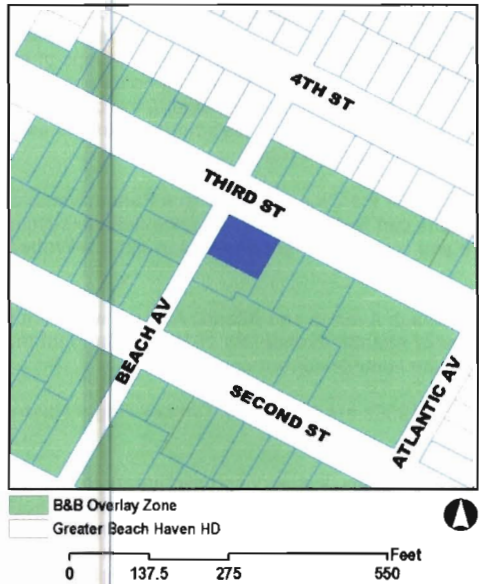 4TH ST
THIRD ST
BEACH AV
SECOND ST
ATLANTIC AV
B&B Overlay Zone
Greater Beach Haven HD
Feet
0 137.5 275 550